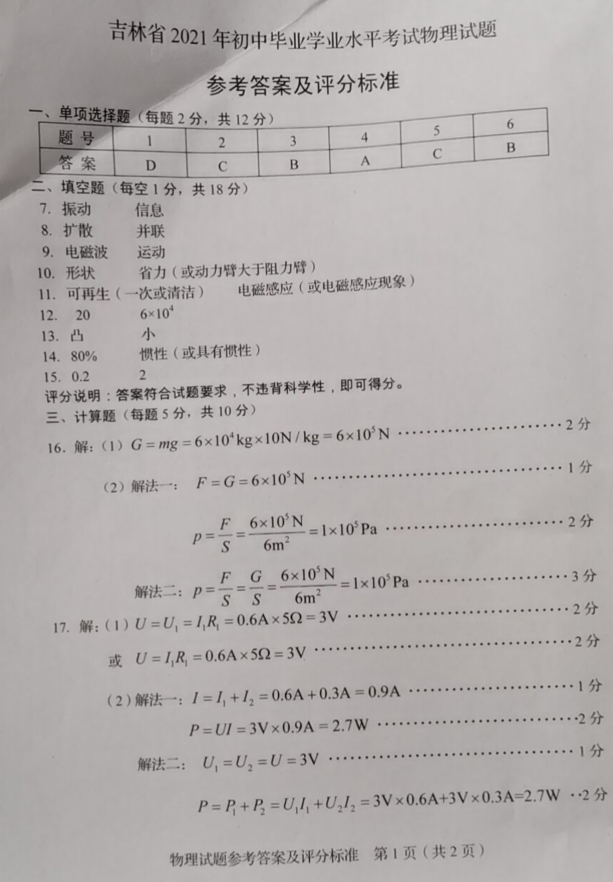 吉林省2021年初中毕业学业水平考试物理试题
参考答案及评分标准
一、单项选择题（每题2分，共12分）
题号 1 2 3 4 5 6
答案 D C B A C B
二、填空题（每空1分，共18分）
7. 振动 信息
8. 扩散 并联
9. 电磁波 运动
10. 形状 省力（或动力臂大于阻力臂）
11. 可再生（一次或清洁） 电磁感应（或电磁感应现象）
12. 20 6×10⁴
13. 凸 小
14. 80% 惯性（或具有惯性）
15. 0.2 2
评分说明：答案符合试题要求，不违背科学性，即可得分。
三、计算题（每题5分，共10分）
16. 解：（1）G = mg = 6×10⁴kg×10N/kg = 6×10⁵N ⋯⋯⋯⋯2分
（2）解法一： F = G = 6×10⁵N ⋯⋯⋯⋯1分
p = F/S = 6×10⁵N/6m² = 1×10⁵Pa ⋯⋯⋯⋯2分
解法二：p = F/S = G/S = 6×10⁵N/6m² = 1×10⁵Pa ⋯⋯⋯⋯3分
17. 解：（1）U = U₁ = I₁R₁ = 0.6A×5Ω = 3V ⋯⋯⋯⋯2分
或 U = I₁R₁ = 0.6A×5Ω = 3V ⋯⋯⋯⋯2分
（2）解法一：I = I₁ + I₂ = 0.6A + 0.3A = 0.9A ⋯⋯⋯⋯1分
P = UI = 3V×0.9A = 2.7W ⋯⋯⋯⋯2分
解法二： U₁ = U₂ = U = 3V ⋯⋯⋯⋯1分
P = P₁ + P₂ = U₁I₁ + U₂I₂ = 3V×0.6A+3V×0.3A=2.7W ··2分
物理试题参考答案及评分标准 第1页（共2页）